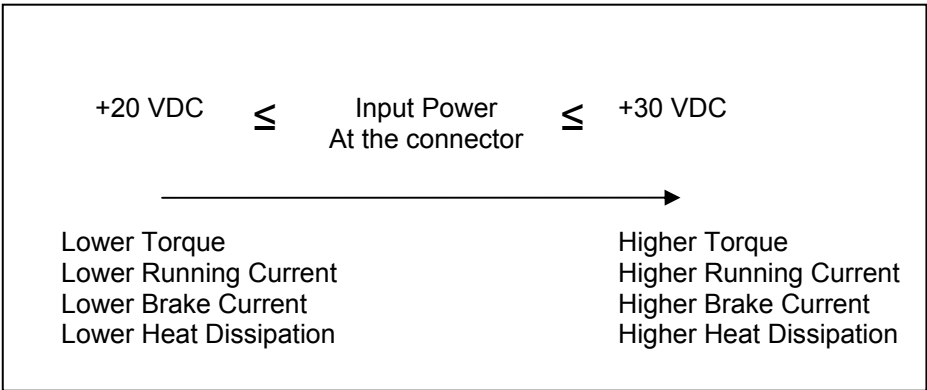 +20 VDC ≤ Input Power ≤ +30 VDC
At the connector
Lower Torque Higher Torque
Lower Running Current Higher Running Current
Lower Brake Current Higher Brake Current
Lower Heat Dissipation Higher Heat Dissipation